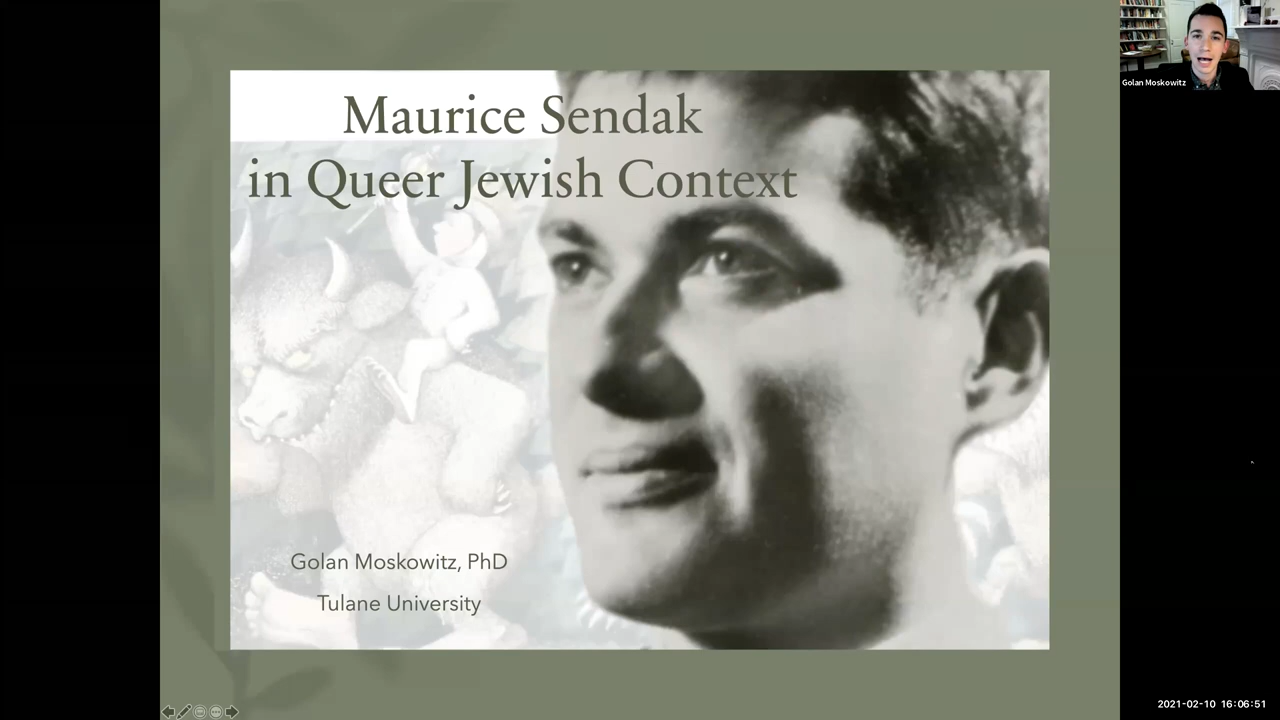 Maurice Sendak
in Queer Jewish Context
Golan Moskowitz, PhD
Tulane University
Golan Moskowitz
2021-02-10 16:06:51